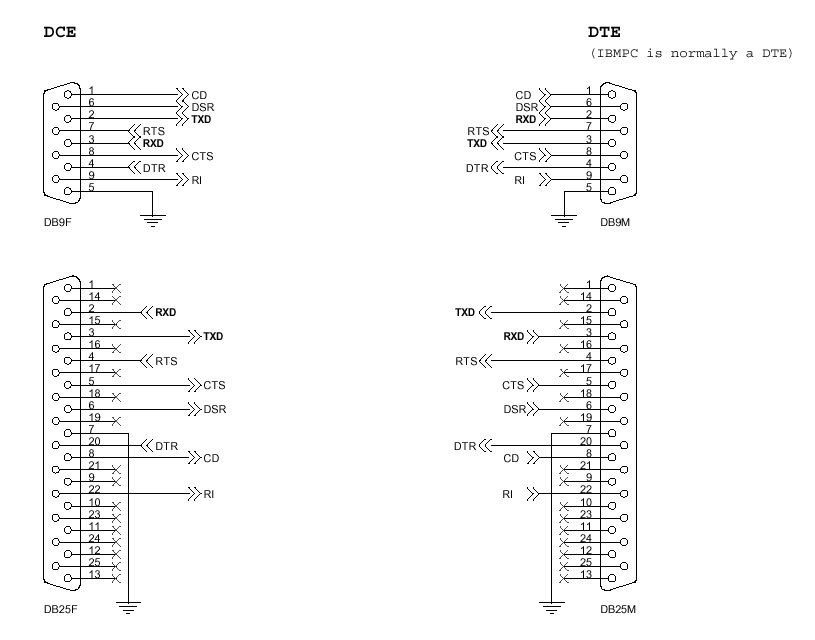 DCE
DTE
(IBMPC is normally a DTE)
1 CD
6 DSR
2 TXD
7 RTS
3 RXD
8 CTS
4 DTR
9 RI
5
DB9F
CD 1
DSR 6
RXD 2
RTS 7
TXD 3
CTS 8
DTR 4
RI 9
5
DB9M
1
14
2 RXD
15
3 TXD
16
4 RTS
17
5 CTS
18
6 DSR
19
7
20 DTR
8 CD
21
9
22 RI
10
23
11
24
12
25
13
DB25F
1
14
TXD 2
15
RXD 3
16
RTS 4
17
CTS 5
18
DSR 6
19
7
DTR 20
CD 8
21
9
RI 22
10
23
11
24
12
25
13
DB25M